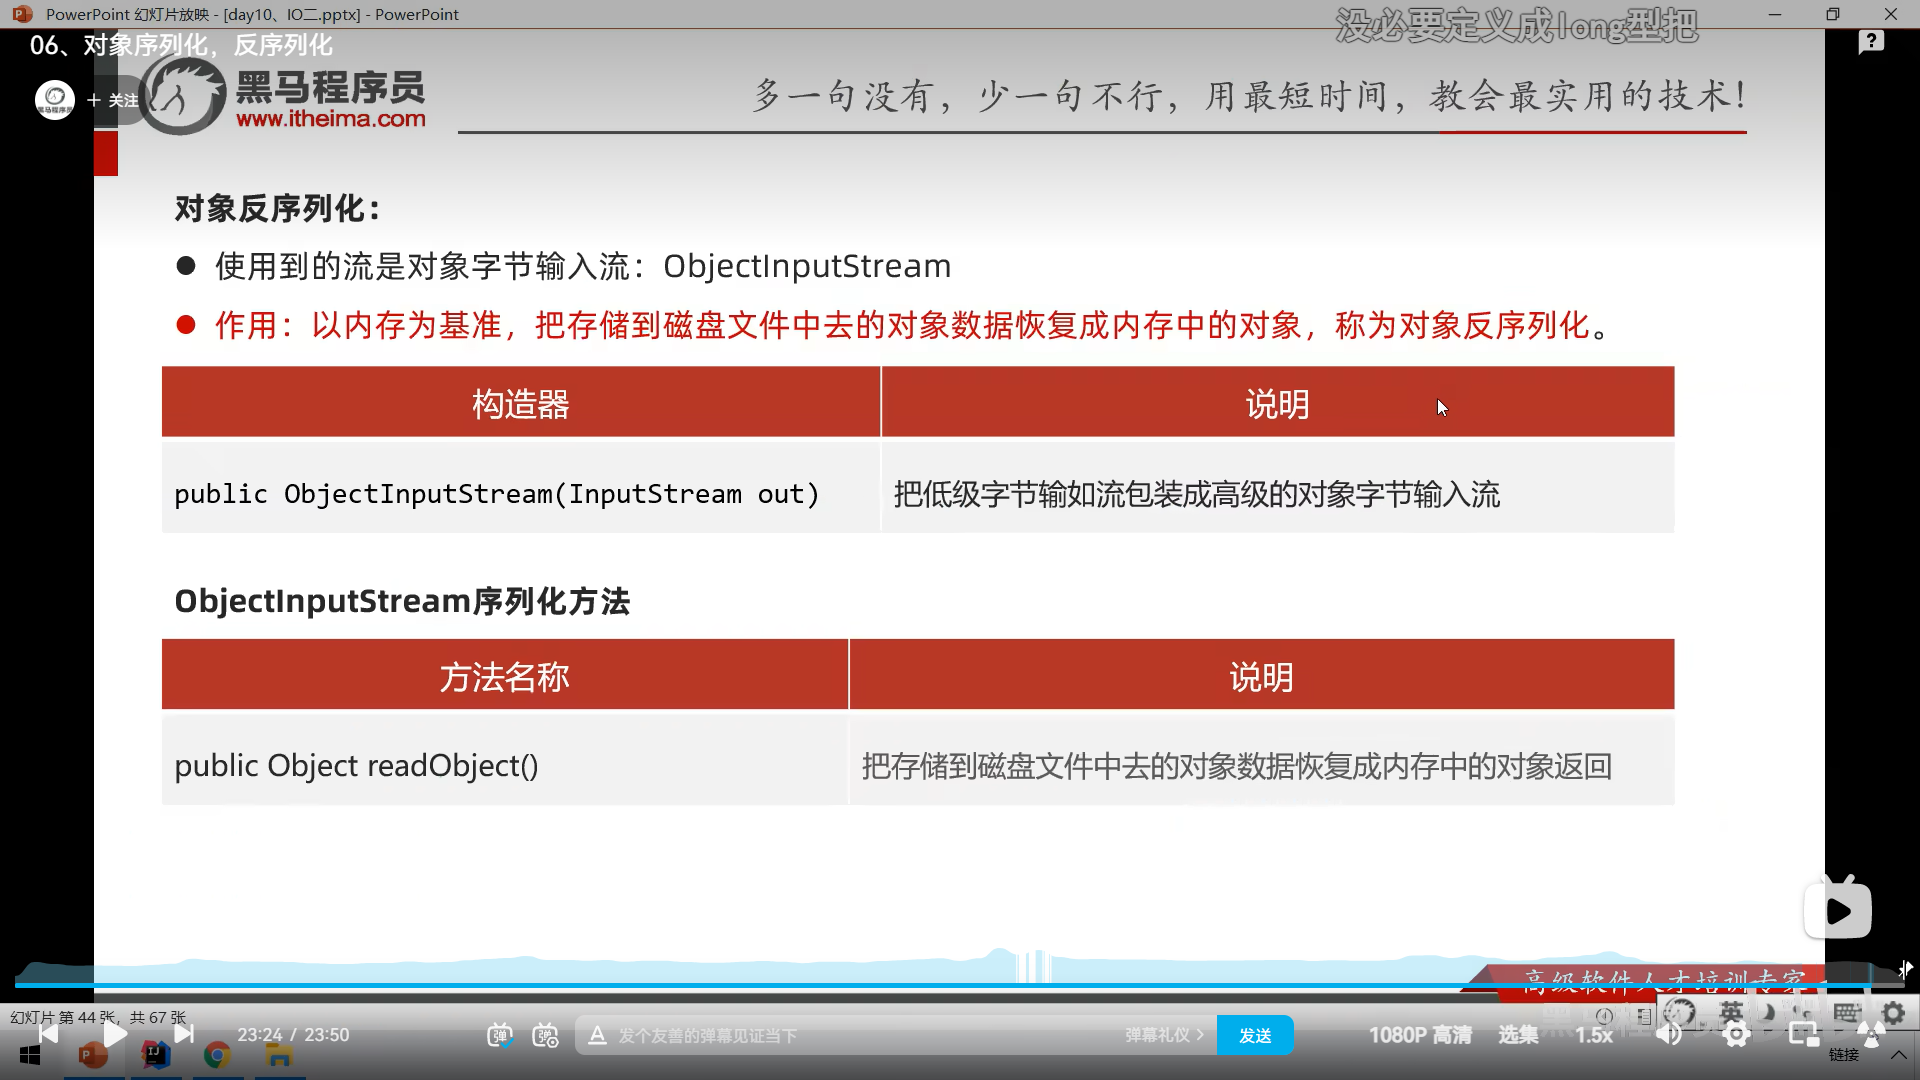 PowerPoint 幻灯片放映 - [day10、IO二.pptx] - PowerPoint
没必要定义成long型把
06、对象序列化，反序列化
+ 关注
黑马程序员
www.itheima.com
多一句没有，少一句不行，用最短时间，教会最实用的技术！
对象反序列化：
使用到的流是对象字节输入流：ObjectInputStream
作用：以内存为基准，把存储到磁盘文件中去的对象数据恢复成内存中的对象，称为对象反序列化。
构造器 说明
public ObjectInputStream(InputStream out) 把低级字节输如流包装成高级的对象字节输入流
ObjectInputStream序列化方法
方法名称 说明
public Object readObject() 把存储到磁盘文件中去的对象数据恢复成内存中的对象返回
高级软件人才培训专家
幻灯片 第 44 张，共 67 张
英
23:24 / 23:50
弹
弹
A 发个友善的弹幕见证当下
弹幕礼仪 >
发送
1080P 高清
选集
1.5x
链接